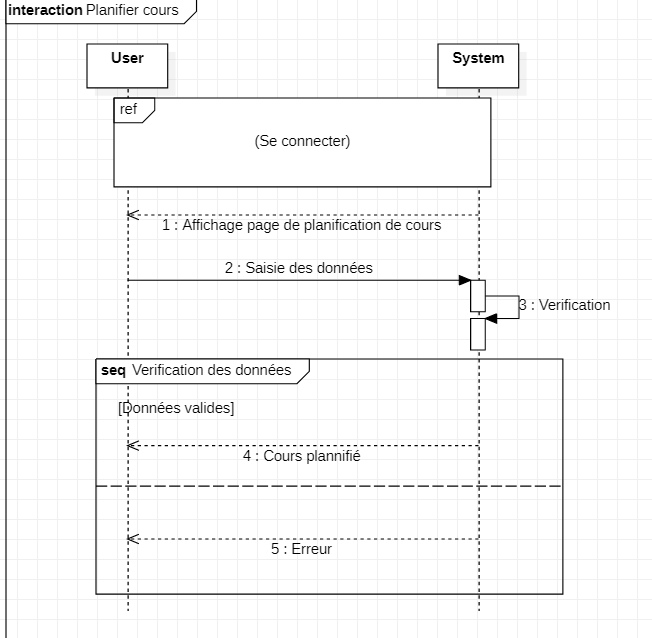 interaction Planifier cours
User
System
ref
(Se connecter)
1 : Affichage page de planification de cours
2 : Saisie des données
3 : Verification
seq Verification des données
[Données valides]
4 : Cours plannifié
5 : Erreur